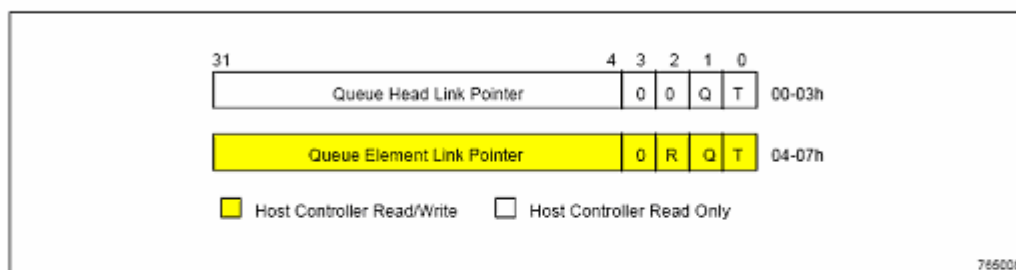 31 4 3 2 1 0
Queue Head Link Pointer 0 0 Q T 00-03h
Queue Element Link Pointer 0 R Q T 04-07h
Host Controller Read/Write Host Controller Read Only